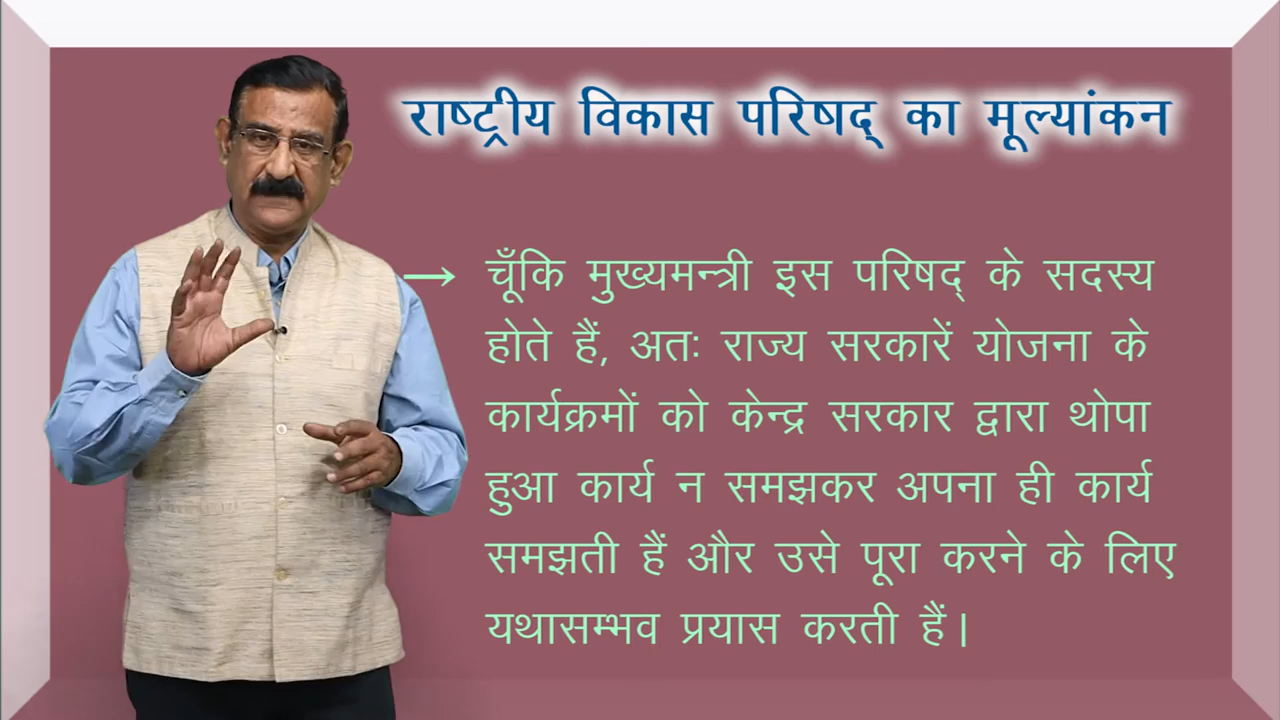 राष्ट्रीय विकास परिषद् का मूल्यांकन
→ चूँकि मुख्यमन्त्री इस परिषद् के सदस्य
होते हैं, अतः राज्य सरकारें योजना के
कार्यक्रमों को केन्द्र सरकार द्वारा थोपा
हुआ कार्य न समझकर अपना ही कार्य
समझती हैं और उसे पूरा करने के लिए
यथासम्भव प्रयास करती हैं।